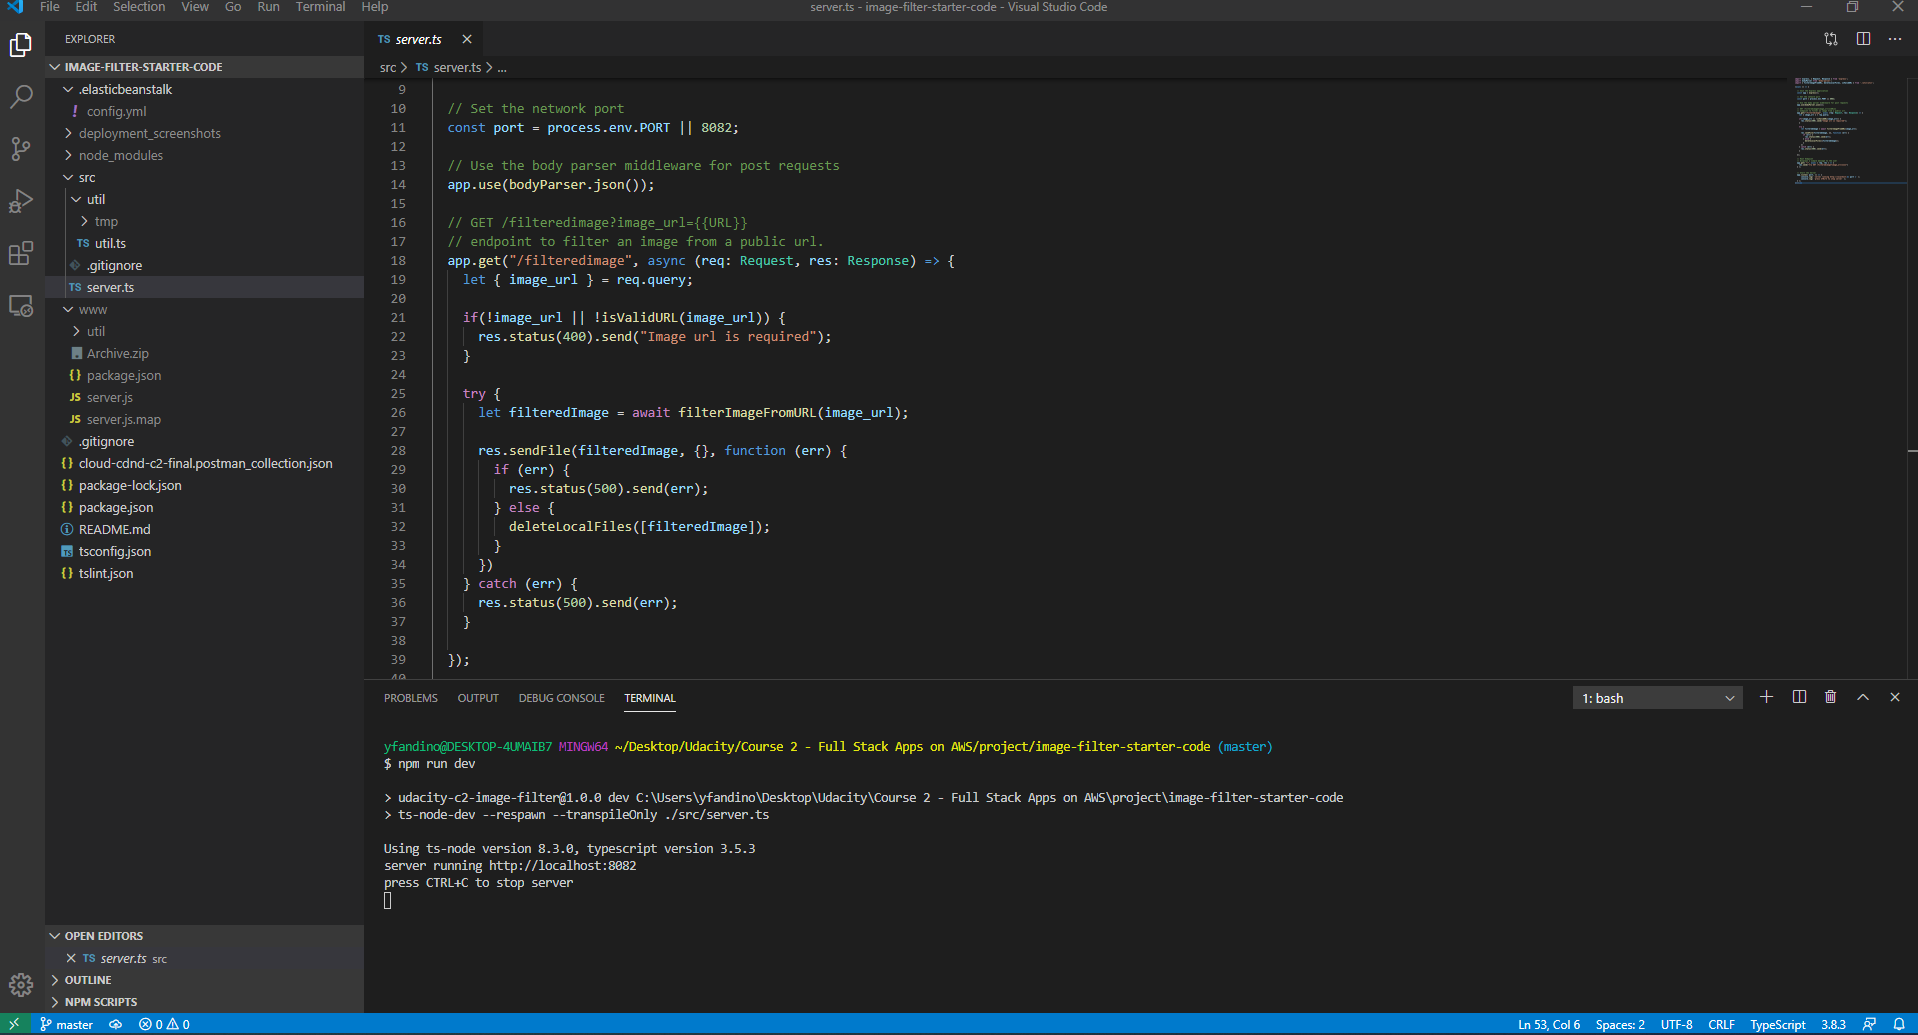 File Edit Selection View Go Run Terminal Help
server.ts - image-filter-starter-code - Visual Studio Code
EXPLORER
IMAGE-FILTER-STARTER-CODE
.elasticbeanstalk
! config.yml
deployment_screenshots
node_modules
src
util
tmp
TS util.ts
.gitignore
TS server.ts
www
util
Archive.zip
{} package.json
JS server.js
JS server.js.map
.gitignore
{} cloud-cdnd-c2-final.postman_collection.json
{} package-lock.json
{} package.json
README.md
TS tsconfig.json
{} tslint.json
OPEN EDITORS
TS server.ts src
OUTLINE
NPM SCRIPTS
TS server.ts
src > TS server.ts > ...
9
10 // Set the network port
11 const port = process.env.PORT || 8082;
12
13 // Use the body parser middleware for post requests
14 app.use(bodyParser.json());
15
16 // GET /filteredimage?image_url={{URL}}
17 // endpoint to filter an image from a public url.
18 app.get("/filteredimage", async (req: Request, res: Response) => {
19 let { image_url } = req.query;
20
21 if(!image_url || !isValidURL(image_url)) {
22 res.status(400).send("Image url is required");
23 }
24
25 try {
26 let filteredImage = await filterImageFromURL(image_url);
27
28 res.sendFile(filteredImage, {}, function (err) {
29 if (err) {
30 res.status(500).send(err);
31 } else {
32 deleteLocalFiles([filteredImage]);
33 }
34 })
35 } catch (err) {
36 res.status(500).send(err);
37 }
38
39 });
40
PROBLEMS OUTPUT DEBUG CONSOLE TERMINAL
1: bash
yfandino@DESKTOP-4UMAIB7 MINGW64 ~/Desktop/Udacity/Course 2 - Full Stack Apps on AWS/project/image-filter-starter-code (master)
$ npm run dev
> udacity-c2-image-filter@1.0.0 dev C:\Users\yfandino\Desktop\Udacity\Course 2 - Full Stack Apps on AWS\project\image-filter-starter-code
> ts-node-dev --respawn --transpileOnly ./src/server.ts
Using ts-node version 8.3.0, typescript version 3.5.3
server running http://localhost:8082
press CTRL+C to stop server
master 0 0
Ln 53, Col 6 Spaces: 2 UTF-8 CRLF TypeScript 3.8.3